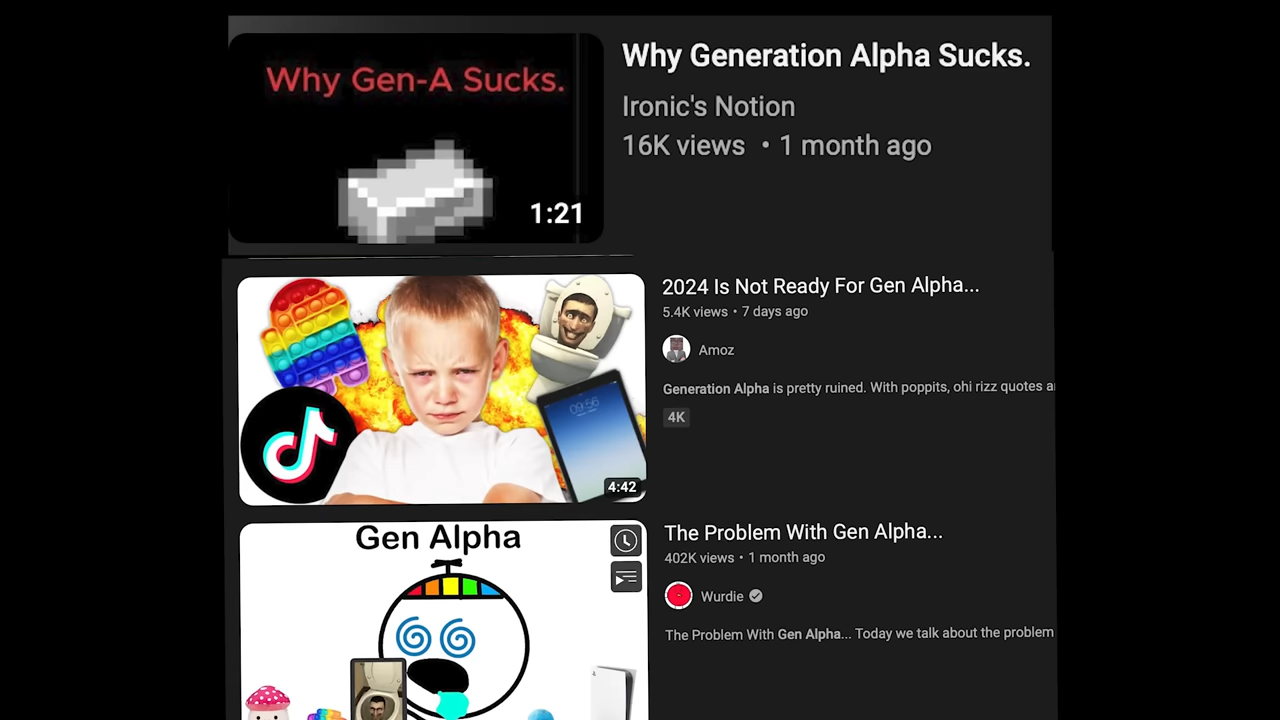 Why Gen-A Sucks.
1:21
Why Generation Alpha Sucks.
Ironic's Notion
16K views • 1 month ago
09:56
4:42
2024 Is Not Ready For Gen Alpha...
5.4K views • 7 days ago
Amoz
Generation Alpha is pretty ruined. With poppits, ohi rizz quotes a
4K
Gen Alpha
The Problem With Gen Alpha...
402K views • 1 month ago
Wurdie
The Problem With Gen Alpha... Today we talk about the problem